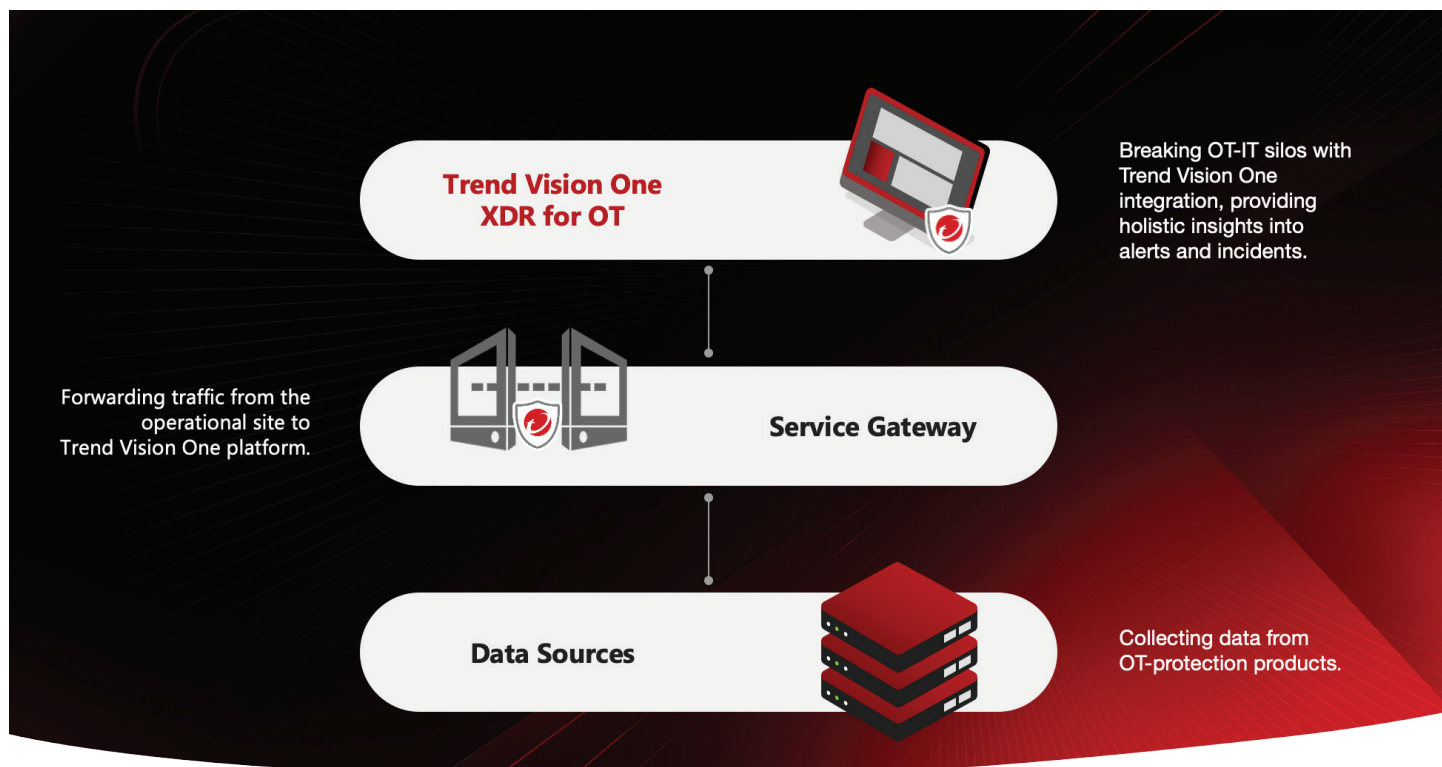 Trend Vision One
XDR for OT
Breaking OT-IT silos with
Trend Vision One
integration, providing
holistic insights into
alerts and incidents.
Forwarding traffic from the
operational site to
Trend Vision One platform.
Service Gateway
Data Sources
Collecting data from
OT-protection products.